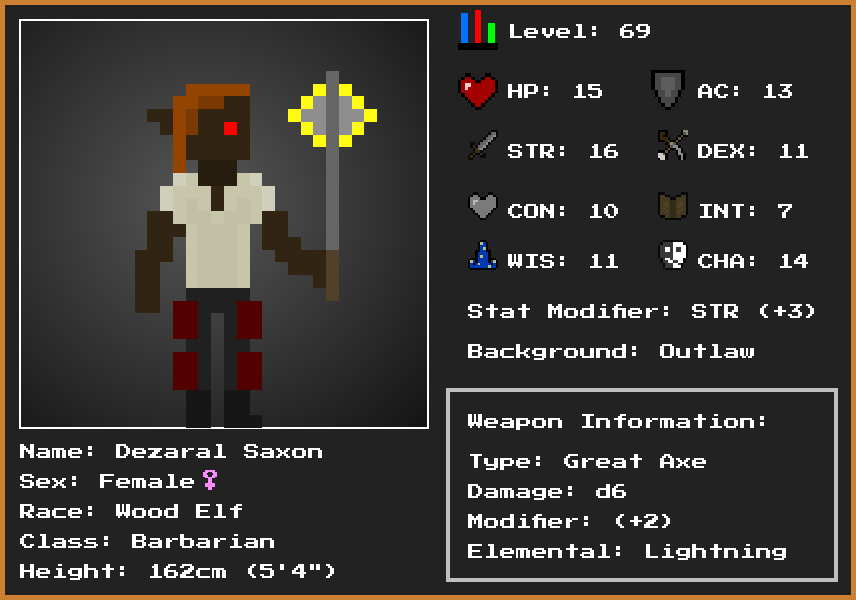 Level: 69
HP: 15 AC: 13
STR: 16 DEX: 11
CON: 10 INT: 7
WIS: 11 CHA: 14
Stat Modifier: STR (+3)
Background: Outlaw
Weapon Information:
Type: Great Axe
Damage: d6
Modifier: (+2)
Elemental: Lightning
Name: Dezaral Saxon
Sex: Female♀
Race: Wood Elf
Class: Barbarian
Height: 162cm (5'4")